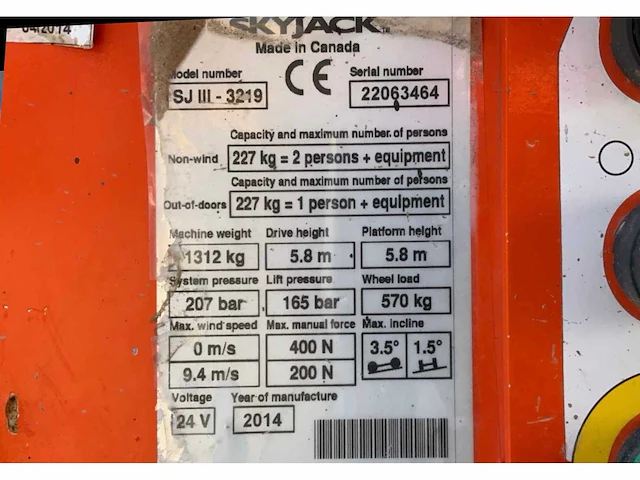 04/2014
SKYJACK
Made in Canada
Model number
Serial number
SJ III - 3219
CE
22063464
Capacity and maximum number of persons
Non-wind
227 kg = 2 persons + equipment
Capacity and maximum number of persons
Out-of-doors
227 kg = 1 person + equipment
Machine weight Drive height Platform height
1312 kg 5.8 m 5.8 m
System pressure Lift pressure Wheel load
207 bar 165 bar 570 kg
Max. wind speed Max. manual force Max. incline
0 m/s 400 N 3.5° 1.5°
9.4 m/s 200 N
Voltage Year of manufacture
24 V 2014